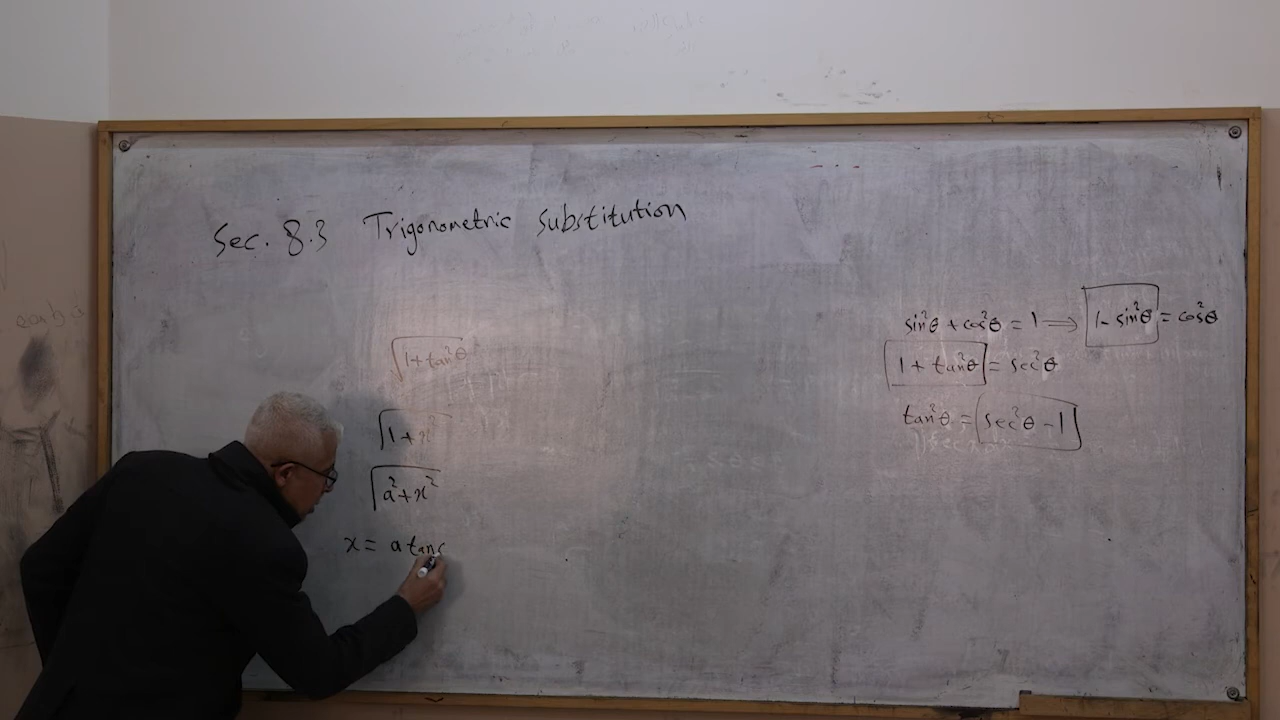 Sec. 8.3 Trigonometric Substitution
√1+tan²θ
√1+x²
√a²+x²
x = a tan
sin²θ + cos²θ = 1 ⟹ 1 - sin²θ = cos²θ
1 + tan²θ = sec²θ
tan²θ = sec²θ - 1